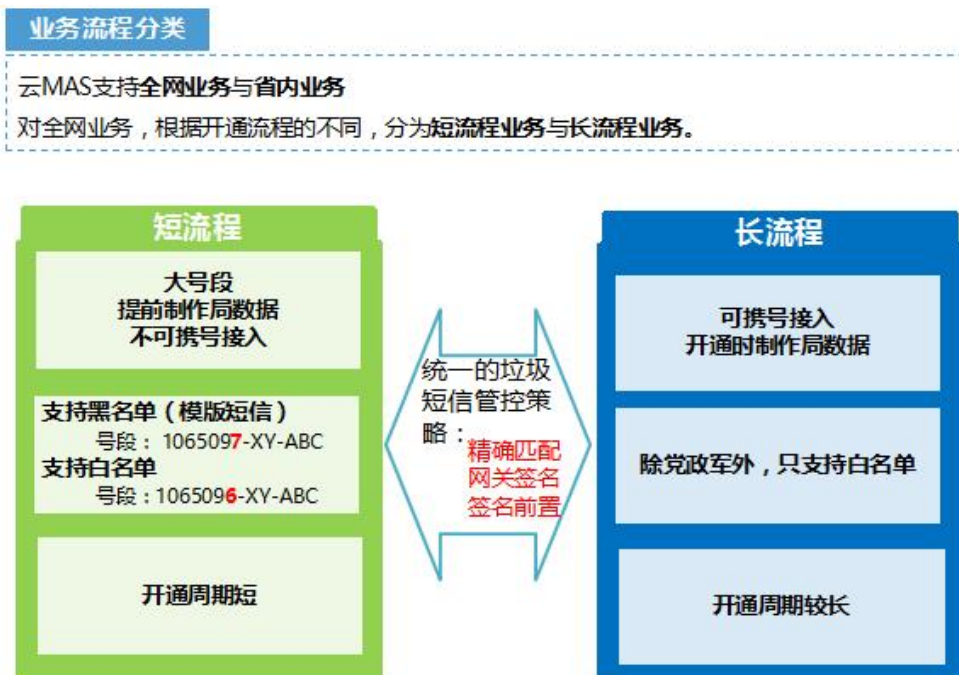 业务流程分类
云MAS支持全网业务与省内业务
对全网业务，根据开通流程的不同，分为短流程业务与长流程业务。
短流程
大号段
提前制作局数据
不可携号接入
支持黑名单（模版短信）
号段：1065097-XY-ABC
支持白名单
号段：1065096-XY-ABC
开通周期短
统一的垃圾
短信管控策
略：
精确匹配
网关签名
签名前置
长流程
可携号接入
开通时制作局数据
除党政军外，只支持白名单
开通周期较长